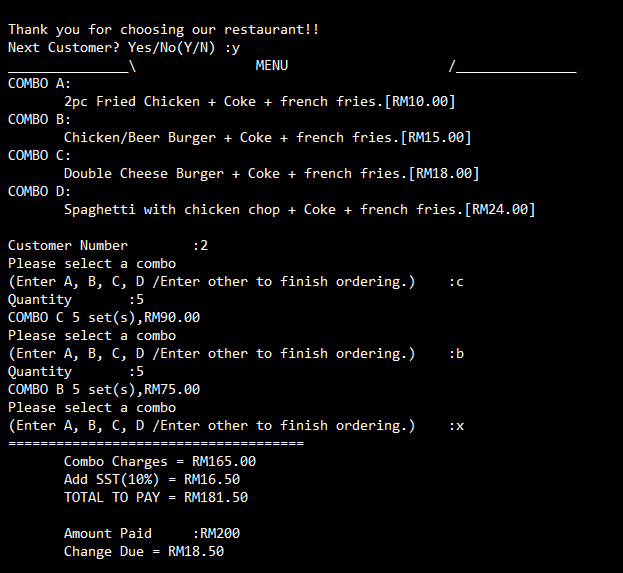 Thank you for choosing our restaurant!!
Next Customer? Yes/No(Y/N) :y
_______________\ MENU /_______________
COMBO A:
2pc Fried Chicken + Coke + french fries.[RM10.00]
COMBO B:
Chicken/Beer Burger + Coke + french fries.[RM15.00]
COMBO C:
Double Cheese Burger + Coke + french fries.[RM18.00]
COMBO D:
Spaghetti with chicken chop + Coke + french fries.[RM24.00]
Customer Number :2
Please select a combo
(Enter A, B, C, D /Enter other to finish ordering.) :c
Quantity :5
COMBO C 5 set(s),RM90.00
Please select a combo
(Enter A, B, C, D /Enter other to finish ordering.) :b
Quantity :5
COMBO B 5 set(s),RM75.00
Please select a combo
(Enter A, B, C, D /Enter other to finish ordering.) :x
=====================================
Combo Charges = RM165.00
Add SST(10%) = RM16.50
TOTAL TO PAY = RM181.50
Amount Paid :RM200
Change Due = RM18.50